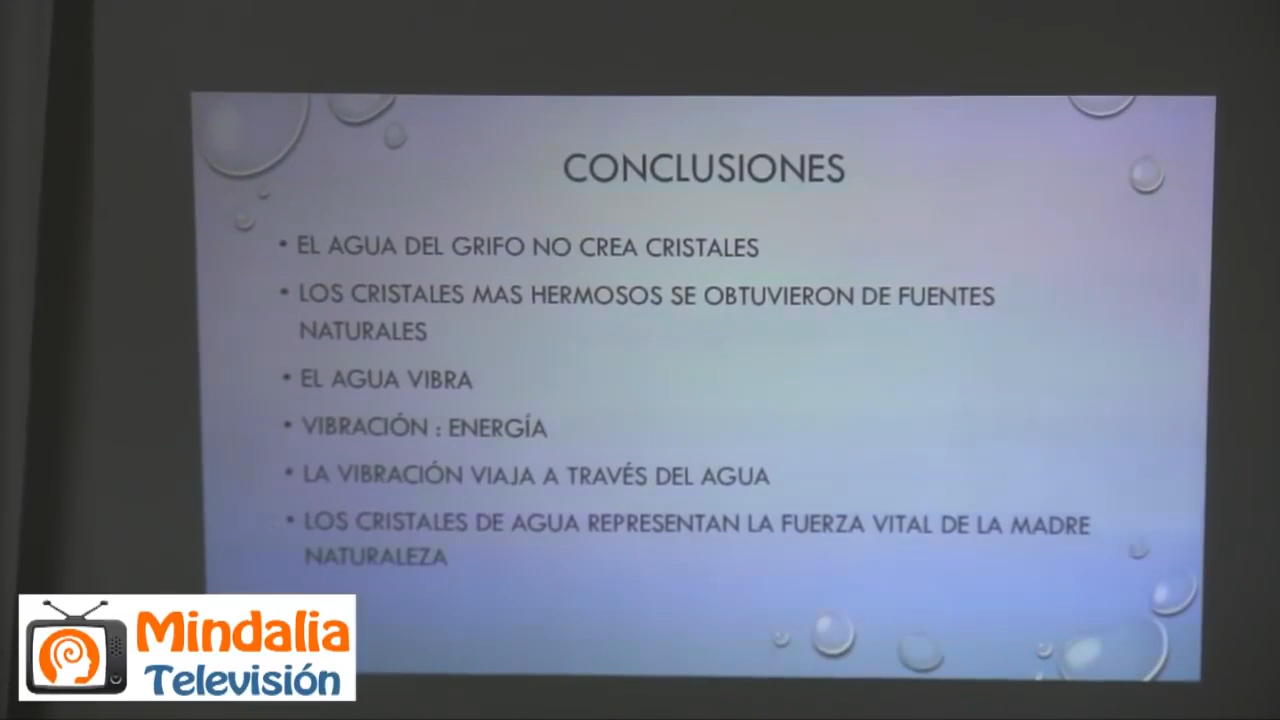 CONCLUSIONES
• EL AGUA DEL GRIFO NO CREA CRISTALES
• LOS CRISTALES MAS HERMOSOS SE OBTUVIERON DE FUENTES
NATURALES
• EL AGUA VIBRA
• VIBRACIÓN : ENERGÍA
• LA VIBRACIÓN VIAJA A TRAVÉS DEL AGUA
• LOS CRISTALES DE AGUA REPRESENTAN LA FUERZA VITAL DE LA MADRE
NATURALEZA
Mindalia
Televisión